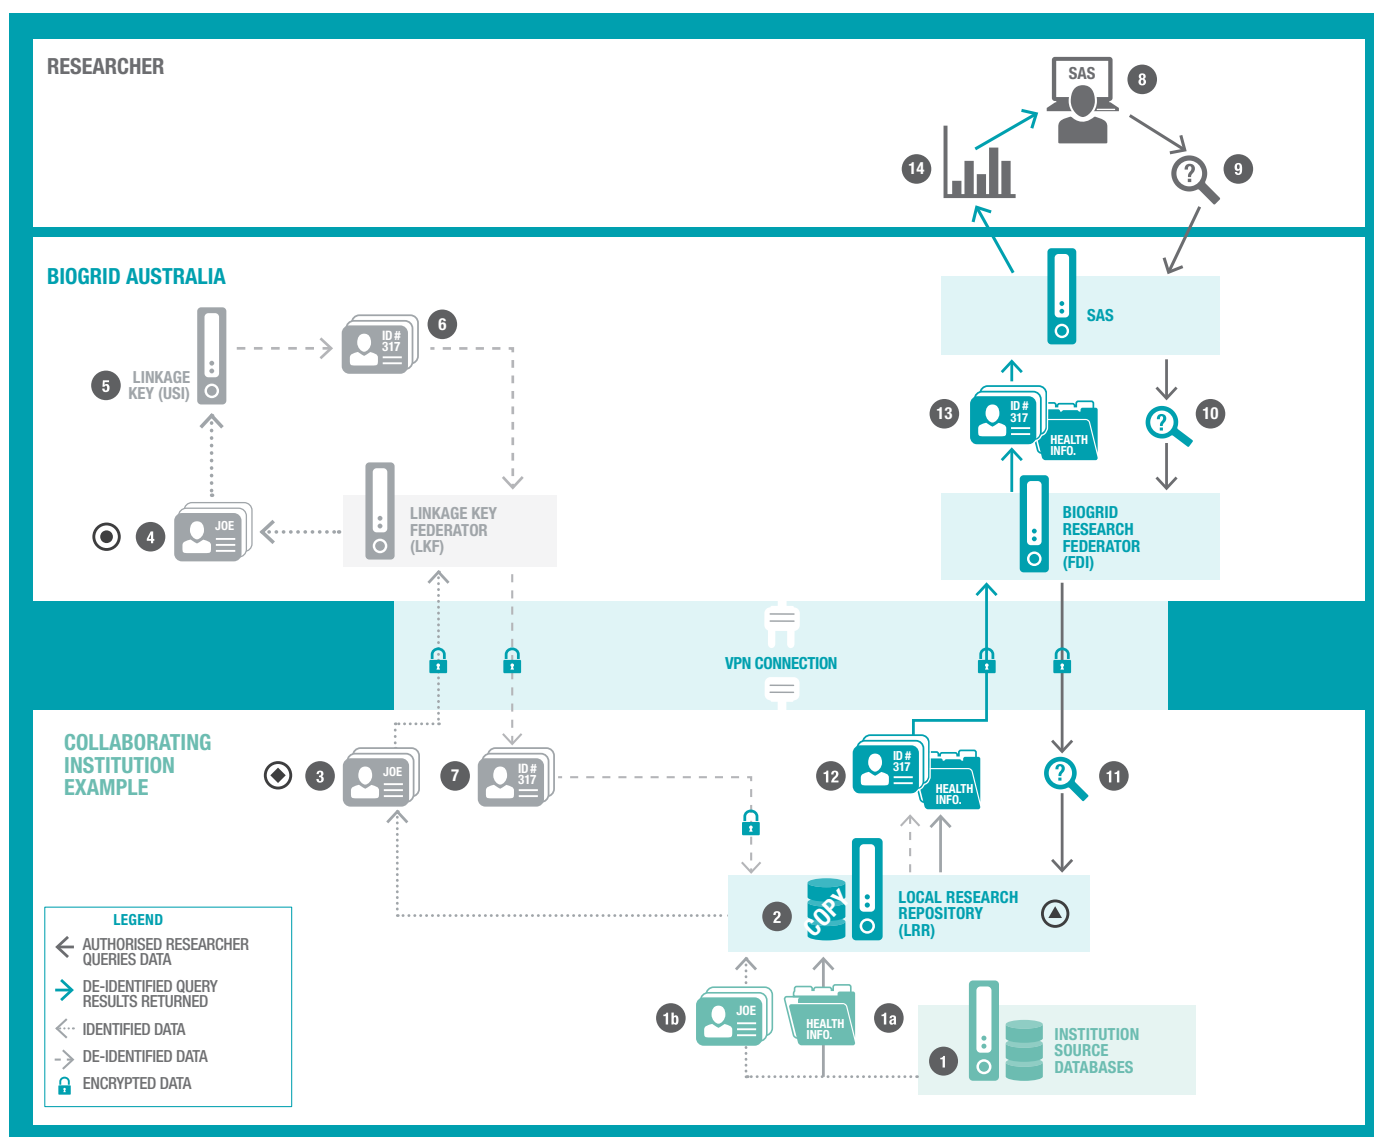 RESEARCHER
SAS
8
14
?
9
BIOGRID AUSTRALIA
SAS
6
ID #
317
5
LINKAGE
KEY (USI)
13
ID #
317
HEALTH
INFO.
?
10
4
JOE
LINKAGE KEY
FEDERATOR
(LKF)
BIOGRID
RESEARCH
FEDERATOR
(FDI)
VPN CONNECTION
COLLABORATING
INSTITUTION
EXAMPLE
3
JOE
7
ID #
317
12
ID #
317
HEALTH
INFO.
?
11
2
COPY
LOCAL RESEARCH
REPOSITORY
(LRR)
1b
JOE
HEALTH
INFO.
1a
1
INSTITUTION
SOURCE
DATABASES
LEGEND
AUTHORISED RESEARCHER
QUERIES DATA
DE-IDENTIFIED QUERY
RESULTS RETURNED
IDENTIFIED DATA
DE-IDENTIFIED DATA
ENCRYPTED DATA